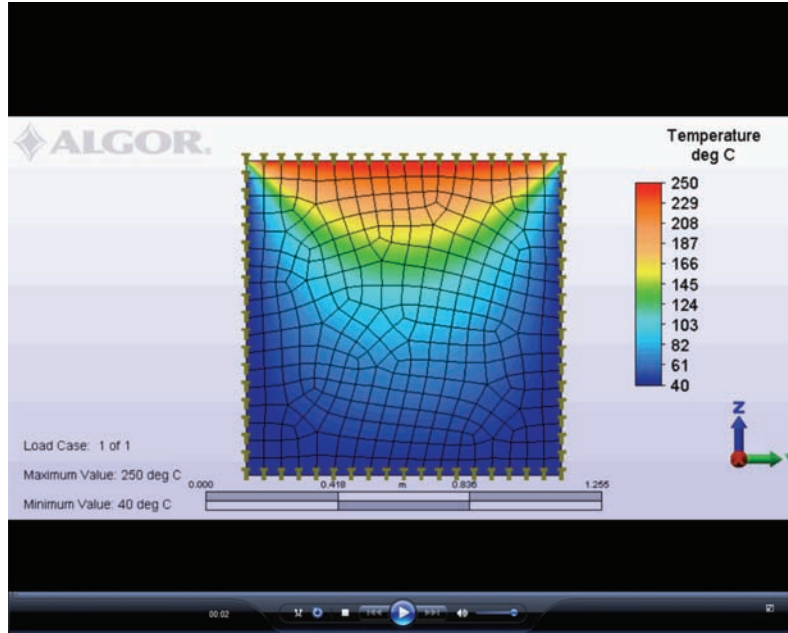 ALGOR.
Temperature
deg C
250
229
208
187
166
145
124
103
82
61
40
Load Case: 1 of 1
Maximum Value: 250 deg C
Minimum Value: 40 deg C
0.000
0.418
m
0.836
1.255
Z
Y
00:02